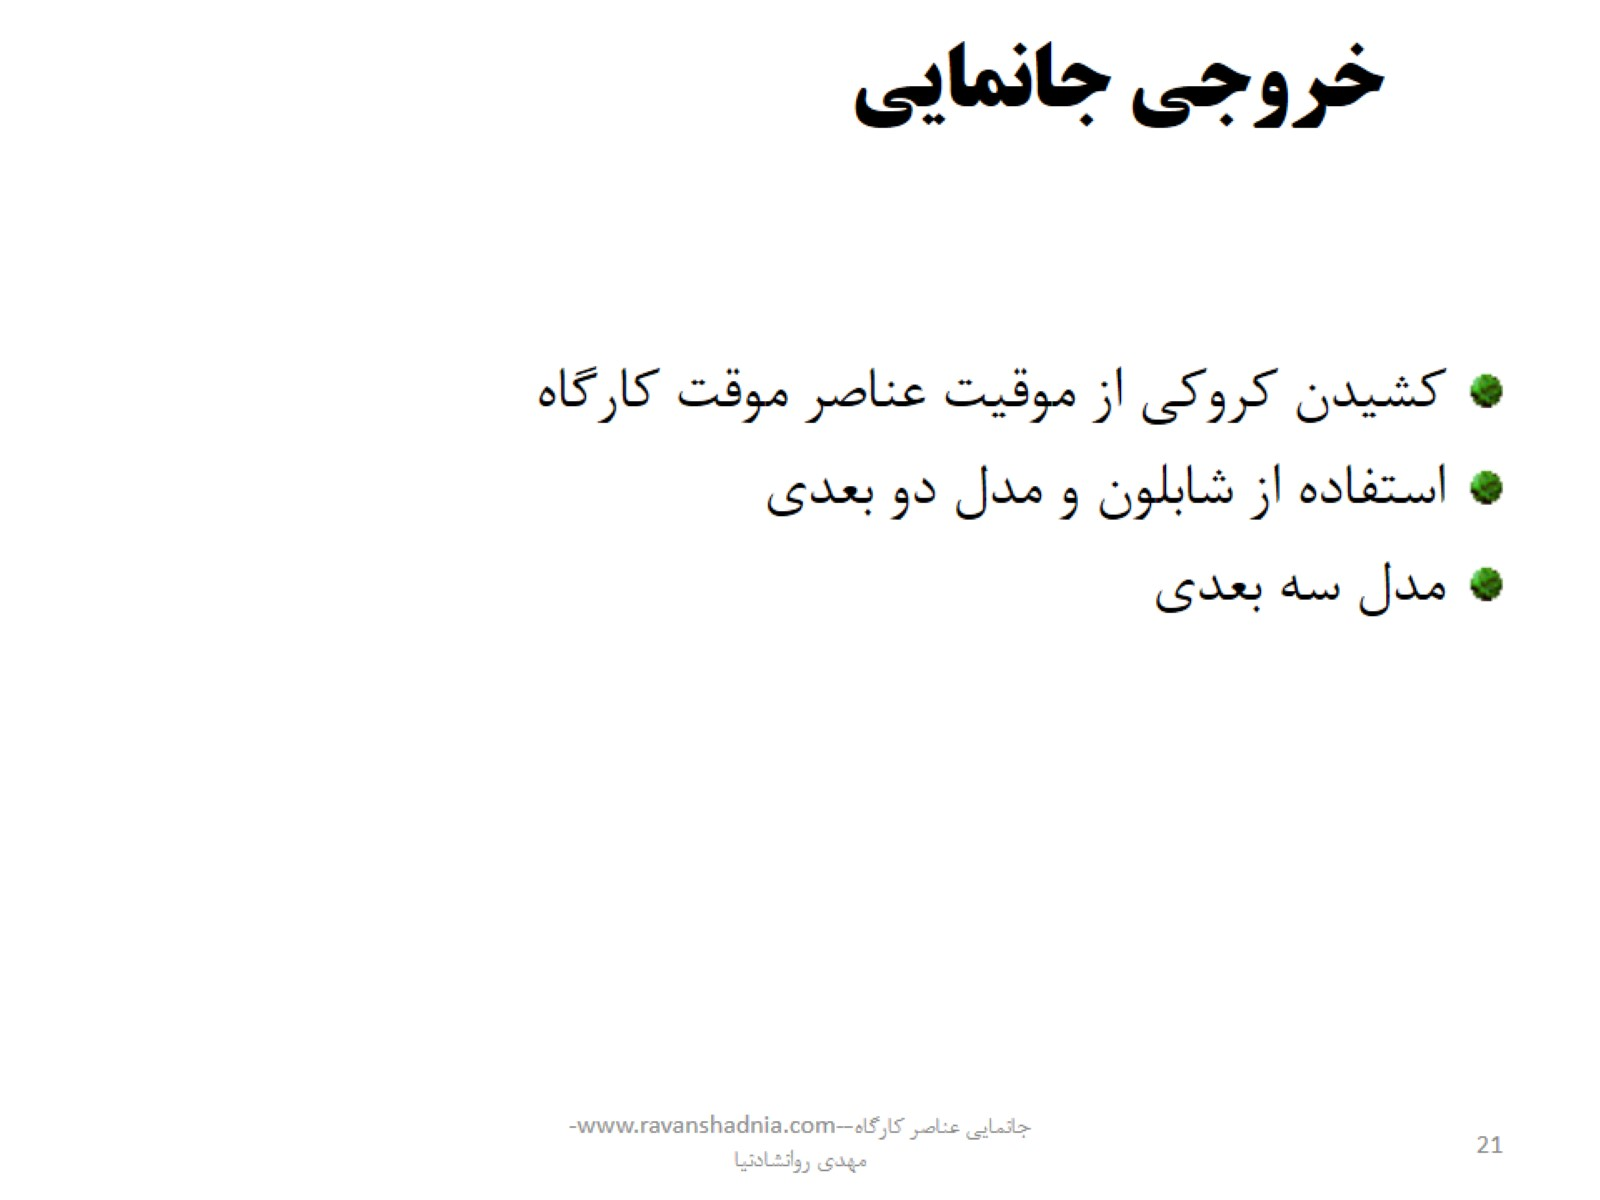 خروجی جانمایی
کشیدن کروکی از موقیت عناصر موقت کارگاه
استفاده از شابلون و مدل دو بعدی
مدل سه بعدی
جانمایی عناصر کارگاه--www.ravanshadnia.com-
مهدی روانشادنیا
21